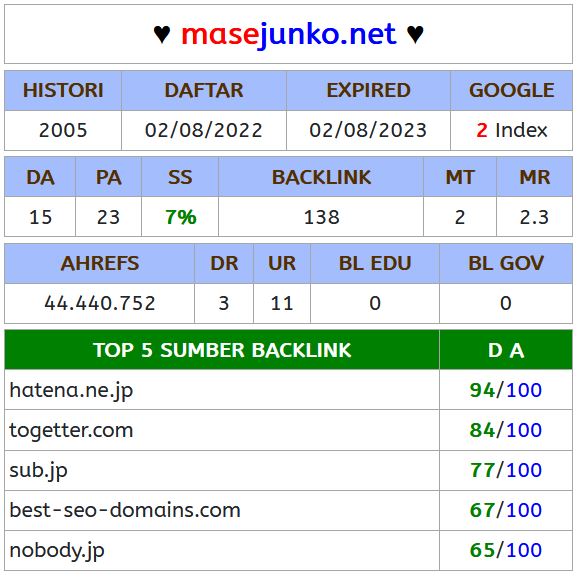 ♥ masejunko.net ♥
HISTORI DAFTAR EXPIRED GOOGLE
2005 02/08/2022 02/08/2023 2 Index
DA PA SS BACKLINK MT MR
15 23 7% 138 2 2.3
AHREFS DR UR BL EDU BL GOV
44.440.752 3 11 0 0
TOP 5 SUMBER BACKLINK D A
hatena.ne.jp 94/100
togetter.com 84/100
sub.jp 77/100
best-seo-domains.com 67/100
nobody.jp 65/100